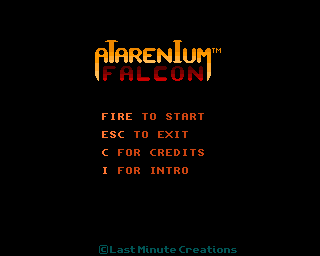 ATARENIUM™
FALCON
FIRE TO START
ESC TO EXIT
C FOR CREDITS
I FOR INTRO
©Last Minute Creations